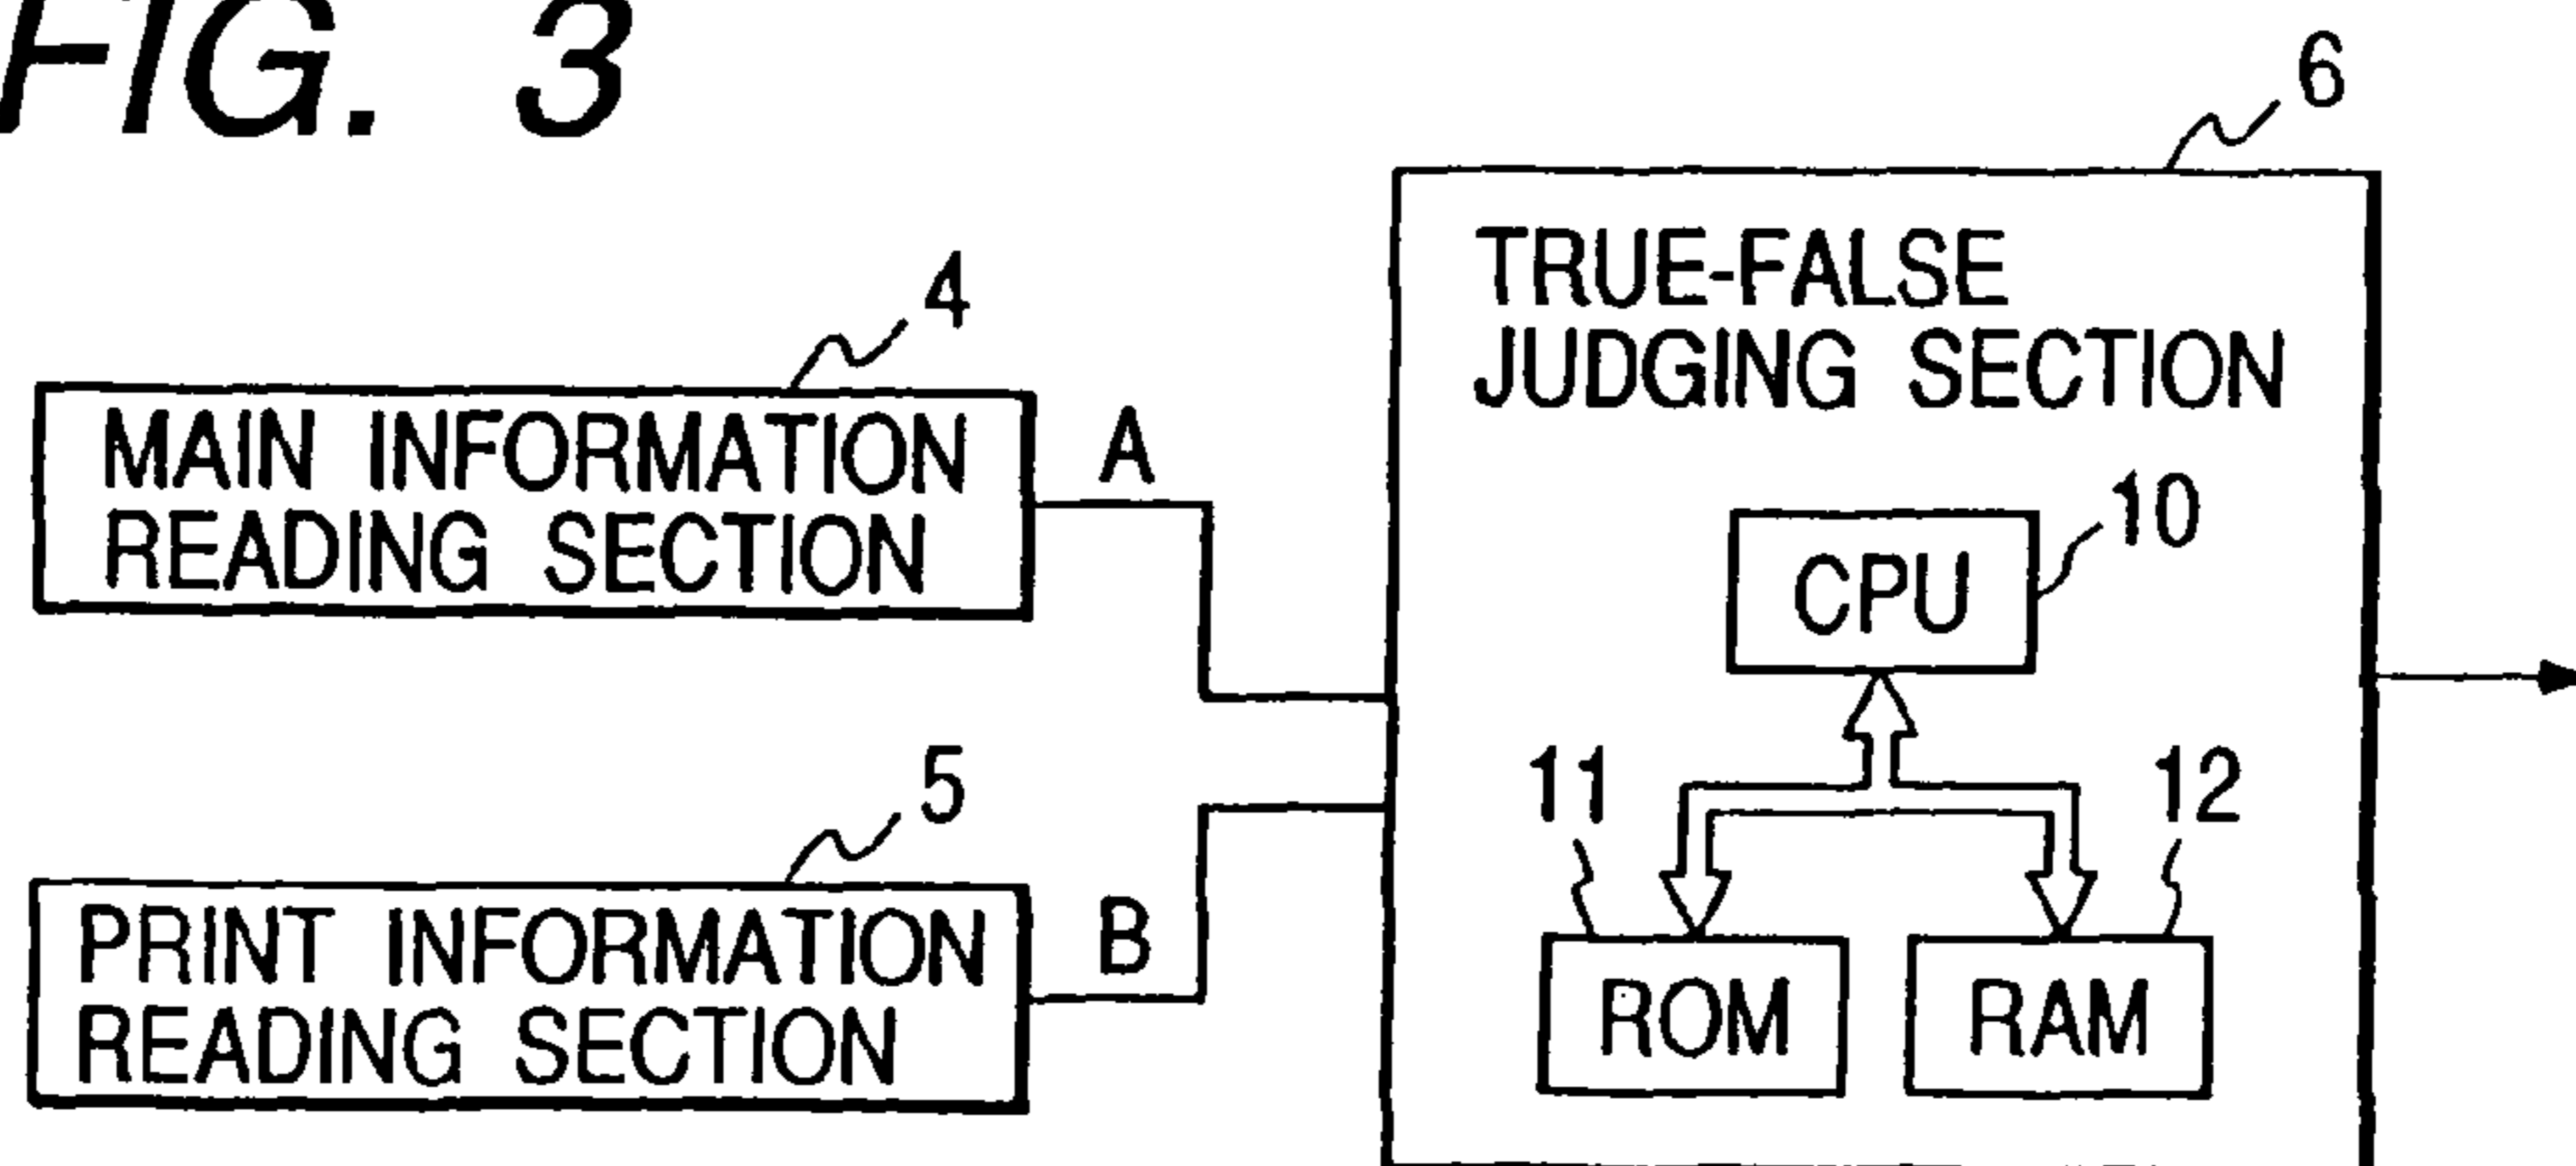 FIG. 3
6
TRUE-FALSE
JUDGING SECTION
4
MAIN INFORMATION
READING SECTION
A
10
CPU
5
PRINT INFORMATION
READING SECTION
B
11
12
ROM
RAM